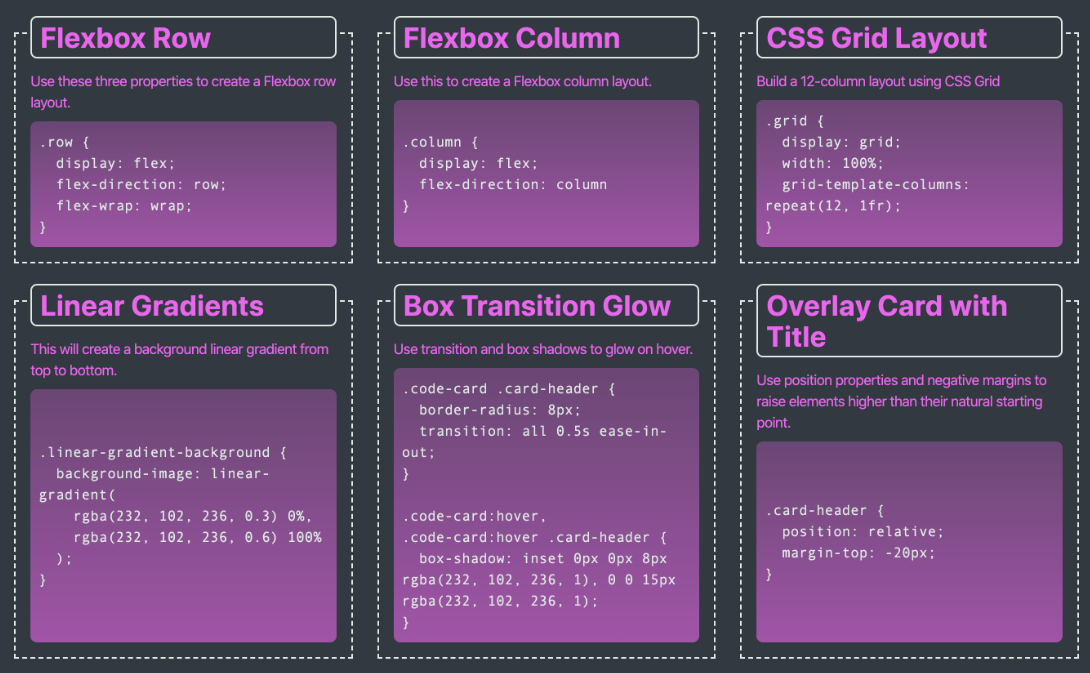 Flexbox Row
Use these three properties to create a Flexbox row
layout.
.row {
  display: flex;
  flex-direction: row;
  flex-wrap: wrap;
}
Flexbox Column
Use this to create a Flexbox column layout.
.column {
  display: flex;
  flex-direction: column
}
CSS Grid Layout
Build a 12-column layout using CSS Grid
.grid {
  display: grid;
  width: 100%;
  grid-template-columns:
repeat(12, 1fr);
}
Linear Gradients
This will create a background linear gradient from
top to bottom.
.linear-gradient-background {
  background-image: linear-
gradient(
    rgba(232, 102, 236, 0.3) 0%,
    rgba(232, 102, 236, 0.6) 100%
  );
}
Box Transition Glow
Use transition and box shadows to glow on hover.
.code-card .card-header {
  border-radius: 8px;
  transition: all 0.5s ease-in-
out;
}
.code-card:hover,
.code-card:hover .card-header {
  box-shadow: inset 0px 0px 8px
rgba(232, 102, 236, 1), 0 0 15px
rgba(232, 102, 236, 1);
}
Overlay Card with
Title
Use position properties and negative margins to
raise elements higher than their natural starting
point.
.card-header {
  position: relative;
  margin-top: -20px;
}